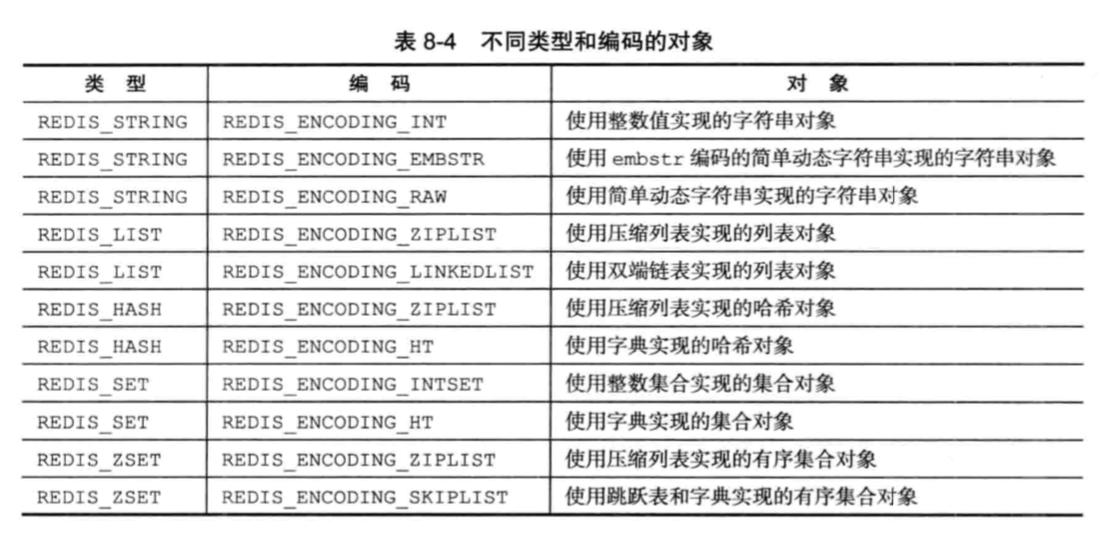 表 8-4 不同类型和编码的对象
类 型 编 码 对 象
REDIS_STRING REDIS_ENCODING_INT 使用整数值实现的字符串对象
REDIS_STRING REDIS_ENCODING_EMBSTR 使用 embstr 编码的简单动态字符串实现的字符串对象
REDIS_STRING REDIS_ENCODING_RAW 使用简单动态字符串实现的字符串对象
REDIS_LIST REDIS_ENCODING_ZIPLIST 使用压缩列表实现的列表对象
REDIS_LIST REDIS_ENCODING_LINKEDLIST 使用双端链表实现的列表对象
REDIS_HASH REDIS_ENCODING_ZIPLIST 使用压缩列表实现的哈希对象
REDIS_HASH REDIS_ENCODING_HT 使用字典实现的哈希对象
REDIS_SET REDIS_ENCODING_INTSET 使用整数集合实现的集合对象
REDIS_SET REDIS_ENCODING_HT 使用字典实现的集合对象
REDIS_ZSET REDIS_ENCODING_ZIPLIST 使用压缩列表实现的有序集合对象
REDIS_ZSET REDIS_ENCODING_SKIPLIST 使用跳跃表和字典实现的有序集合对象